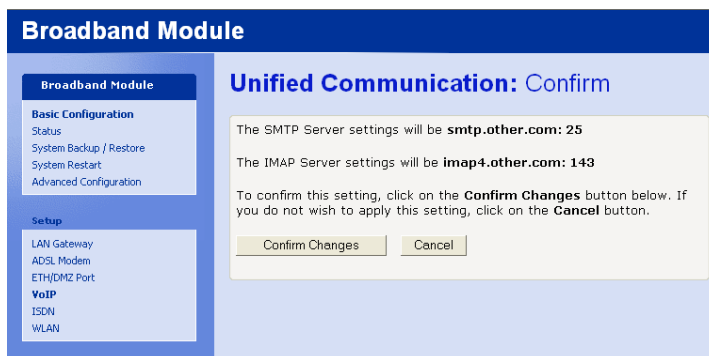 Broadband Module
Broadband Module
Basic Configuration
Status
System Backup / Restore
System Restart
Advanced Configuration
Setup
LAN Gateway
ADSL Modem
ETH/DMZ Port
VoIP
ISDN
WLAN
Unified Communication: Confirm
The SMTP Server settings will be smtp.other.com: 25
The IMAP Server settings will be imap4.other.com: 143
To confirm this setting, click on the Confirm Changes button below. If
you do not wish to apply this setting, click on the Cancel button.
Confirm Changes
Cancel